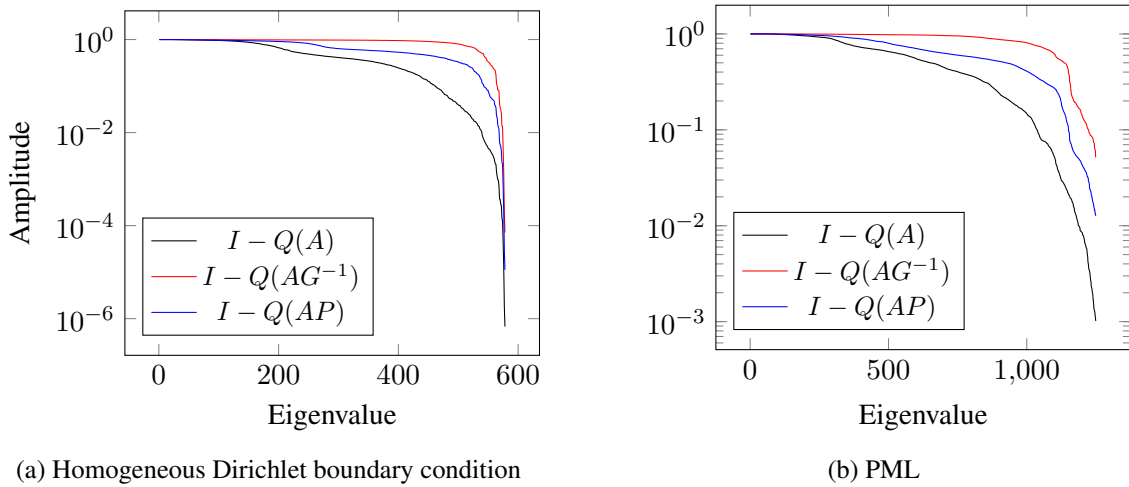 10^0
10^{-2}
10^{-4}
10^{-6}
Amplitude
I − Q(A)
I − Q(AG^{-1})
I − Q(AP)
0 200 400 600
Eigenvalue
(a) Homogeneous Dirichlet boundary condition
10^0
10^{-1}
10^{-2}
10^{-3}
I − Q(A)
I − Q(AG^{-1})
I − Q(AP)
0 500 1,000
Eigenvalue
(b) PML